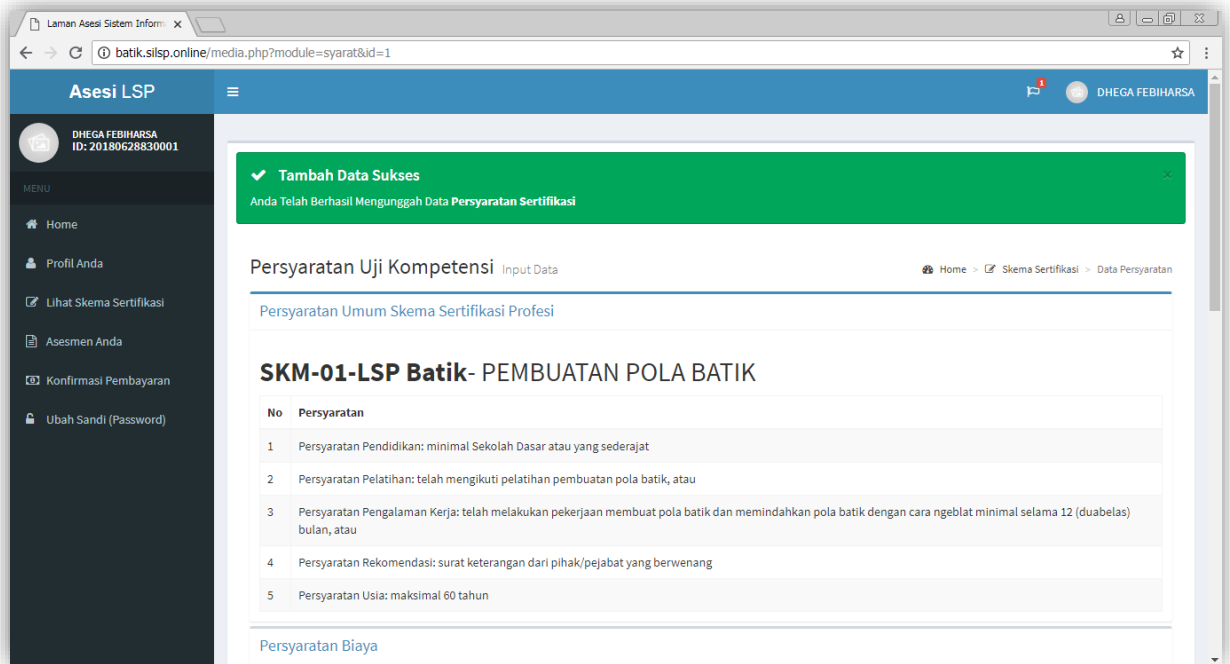 Laman Asesi Sistem Inform
batik.silsp.online/media.php?module=syarat&id=1
Asesi LSP
1
DHEGA FEBIHARSA
DHEGA FEBIHARSA
ID: 20180628830001
MENU
Home
Profil Anda
Lihat Skema Sertifikasi
Asesmen Anda
Konfirmasi Pembayaran
Ubah Sandi (Password)
Tambah Data Sukses
×
Anda Telah Berhasil Mengunggah Data Persyaratan Sertifikasi
Persyaratan Uji Kompetensi Input Data
Home > Skema Sertifikasi > Data Persyaratan
Persyaratan Umum Skema Sertifikasi Profesi
SKM-01-LSP Batik- PEMBUATAN POLA BATIK
No Persyaratan
1 Persyaratan Pendidikan: minimal Sekolah Dasar atau yang sederajat
2 Persyaratan Pelatihan: telah mengikuti pelatihan pembuatan pola batik, atau
3 Persyaratan Pengalaman Kerja: telah melakukan pekerjaan membuat pola batik dan memindahkan pola batik dengan cara ngeblat minimal selama 12 (duabelas)
bulan, atau
4 Persyaratan Rekomendasi: surat keterangan dari pihak/pejabat yang berwenang
5 Persyaratan Usia: maksimal 60 tahun
Persyaratan Biaya